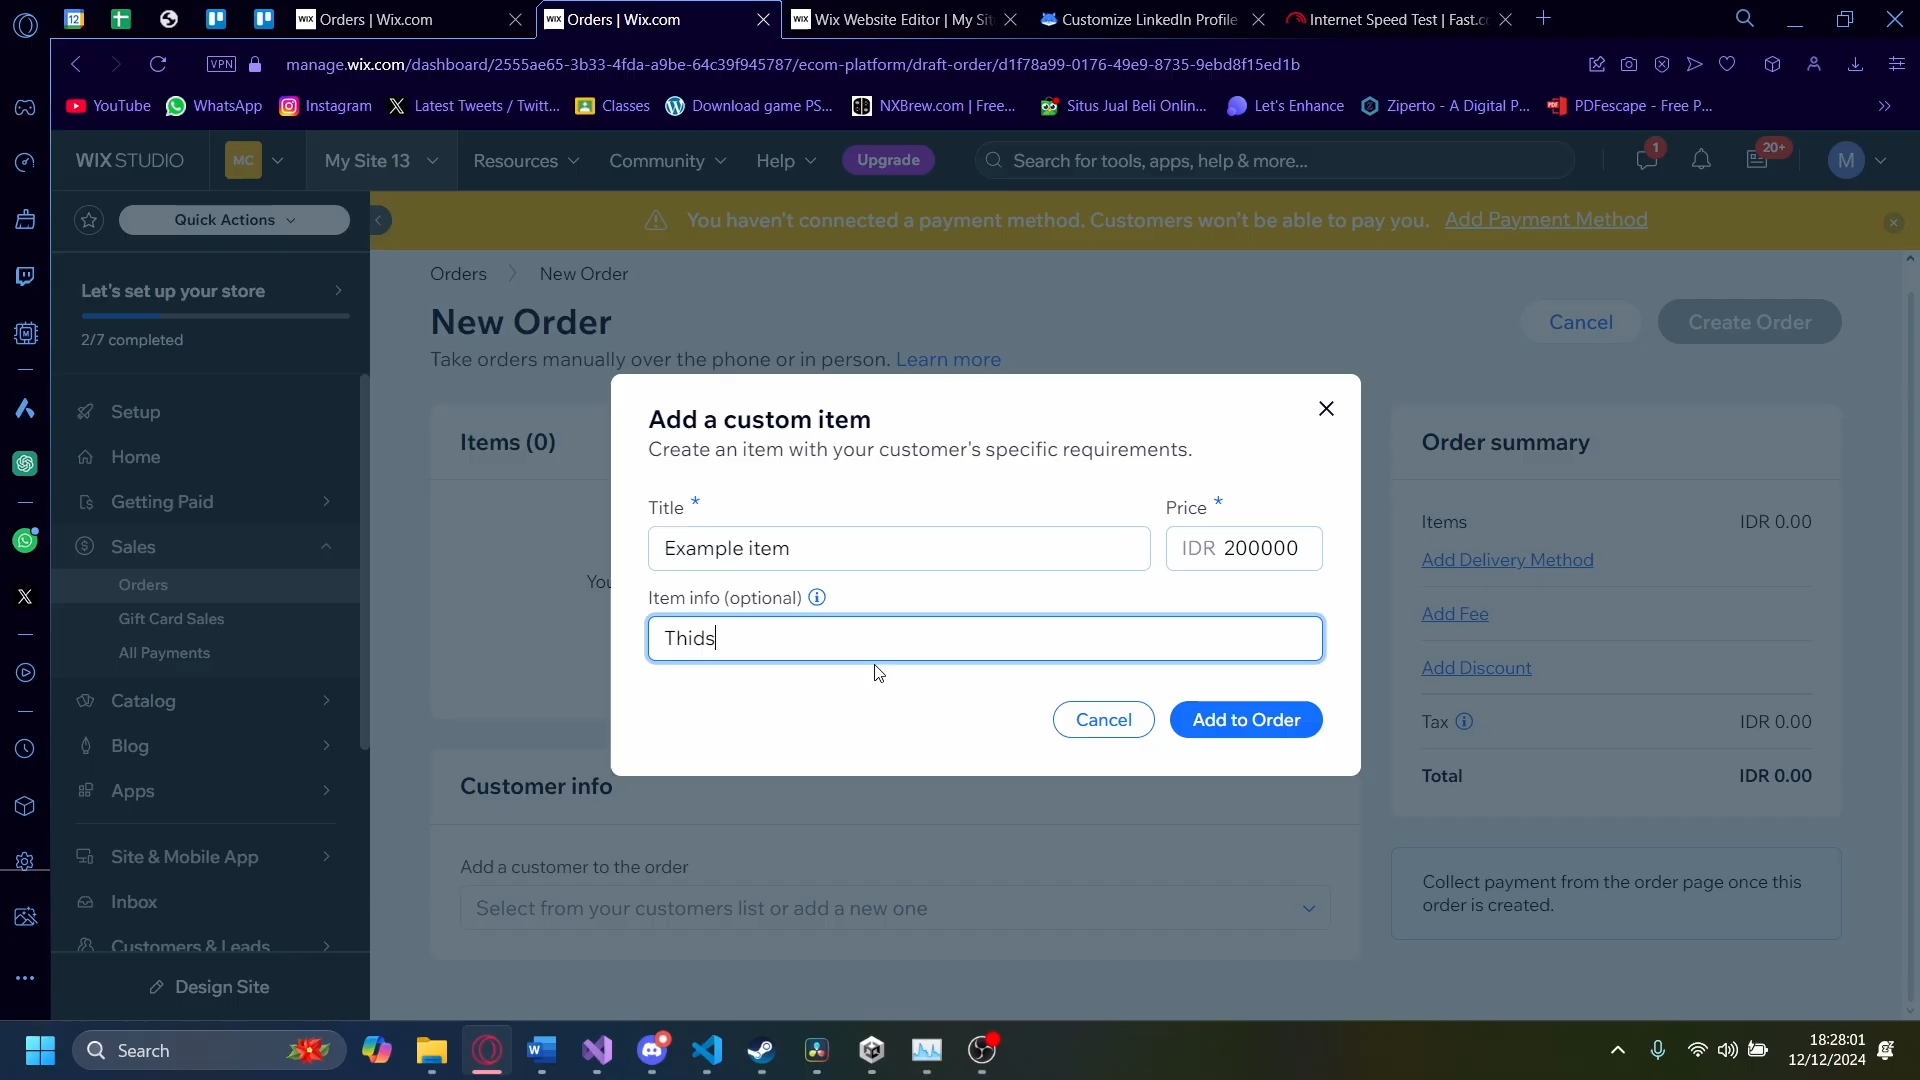 Orders | Wix.com
Orders | Wix.com
Wix Website Editor | My Sit
Customize LinkedIn Profile
Internet Speed Test | Fast.co
VPN
manage.wix.com/dashboard/2555ae65-3b33-4fda-a9be-64c39f945787/ecom-platform/draft-order/d1f78a99-0176-49e9-8735-9ebd8f15ed1b
YouTube
WhatsApp
Instagram
Latest Tweets / Twitt...
Classes
Download game PS...
NXBrew.com | Free...
Situs Jual Beli Onlin...
Let's Enhance
Ziperto - A Digital P...
PDFescape - Free P...
WIX STUDIO
MC
My Site 13
Resources
Community
Help
Upgrade
Search for tools, apps, help & more...
1
20+
M
Quick Actions
You haven't connected a payment method. Customers won't be able to pay you. Add Payment Method
Let's set up your store
2/7 completed
Setup
Home
Getting Paid
Sales
Orders
Gift Card Sales
All Payments
Catalog
Blog
Apps
Site & Mobile App
Inbox
Customers & Leads
Design Site
Orders
New Order
New Order
Take orders manually over the phone or in person. Learn more
Cancel
Create Order
Items (0)
You
Add a custom item
Create an item with your customer's specific requirements.
Title *
Price *
Example item
IDR 200000
Item info (optional)
Thids
Cancel
Add to Order
Customer info
Add a customer to the order
Select from your customers list or add a new one
Order summary
Items
IDR 0.00
Add Delivery Method
Add Fee
Add Discount
Tax
IDR 0.00
Total
IDR 0.00
Collect payment from the order page once this
order is created.
Search
18:28:01
12/12/2024